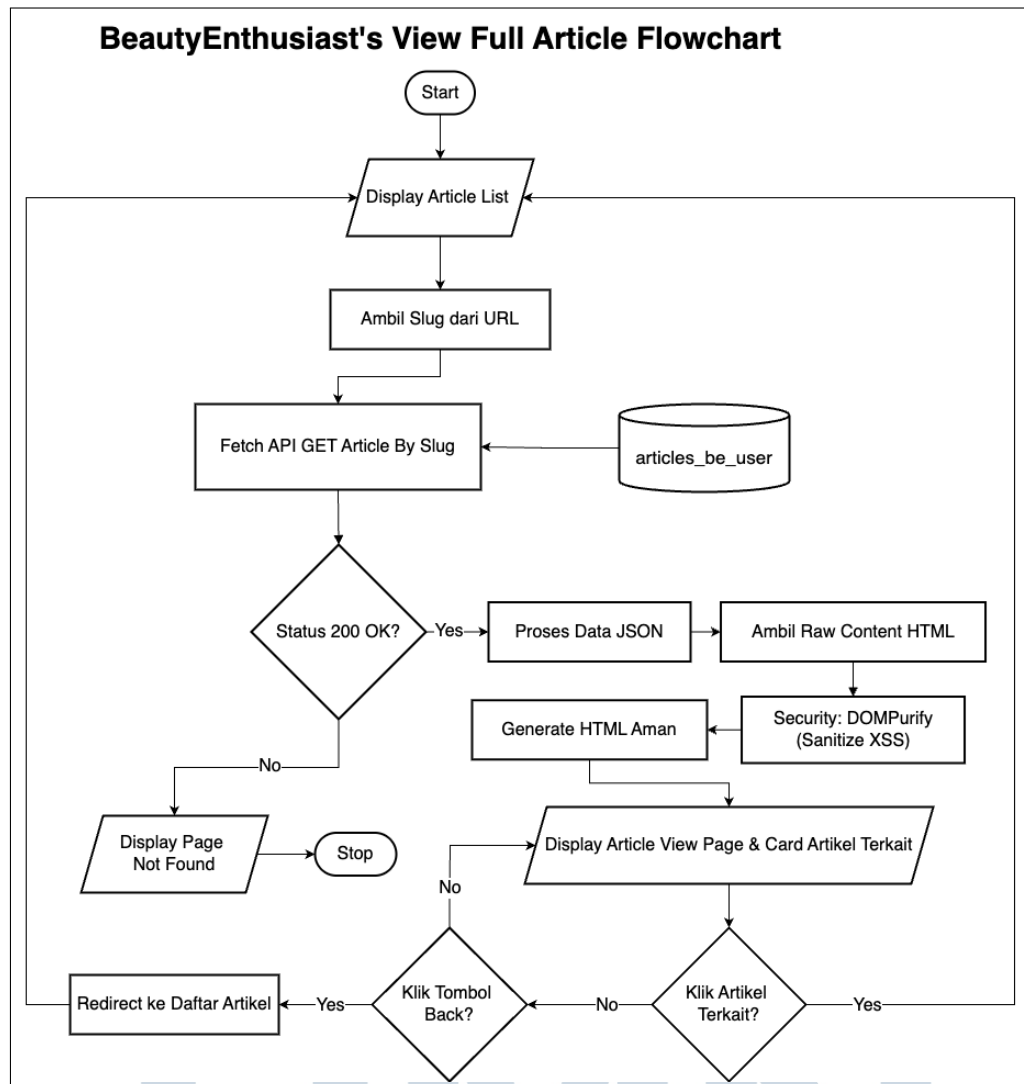 BeautyEnthusiast's View Full Article Flowchart
Start
Display Article List
Ambil Slug dari URL
Fetch API GET Article By Slug
articles_be_user
Status 200 OK?
Yes
Proses Data JSON
Ambil Raw Content HTML
Security: DOMPurify
(Sanitize XSS)
Generate HTML Aman
No
Display Page
Not Found
Stop
Display Article View Page & Card Artikel Terkait
No
Klik Artikel
Terkait?
Yes
No
Klik Tombol
Back?
Yes
Redirect ke Daftar Artikel